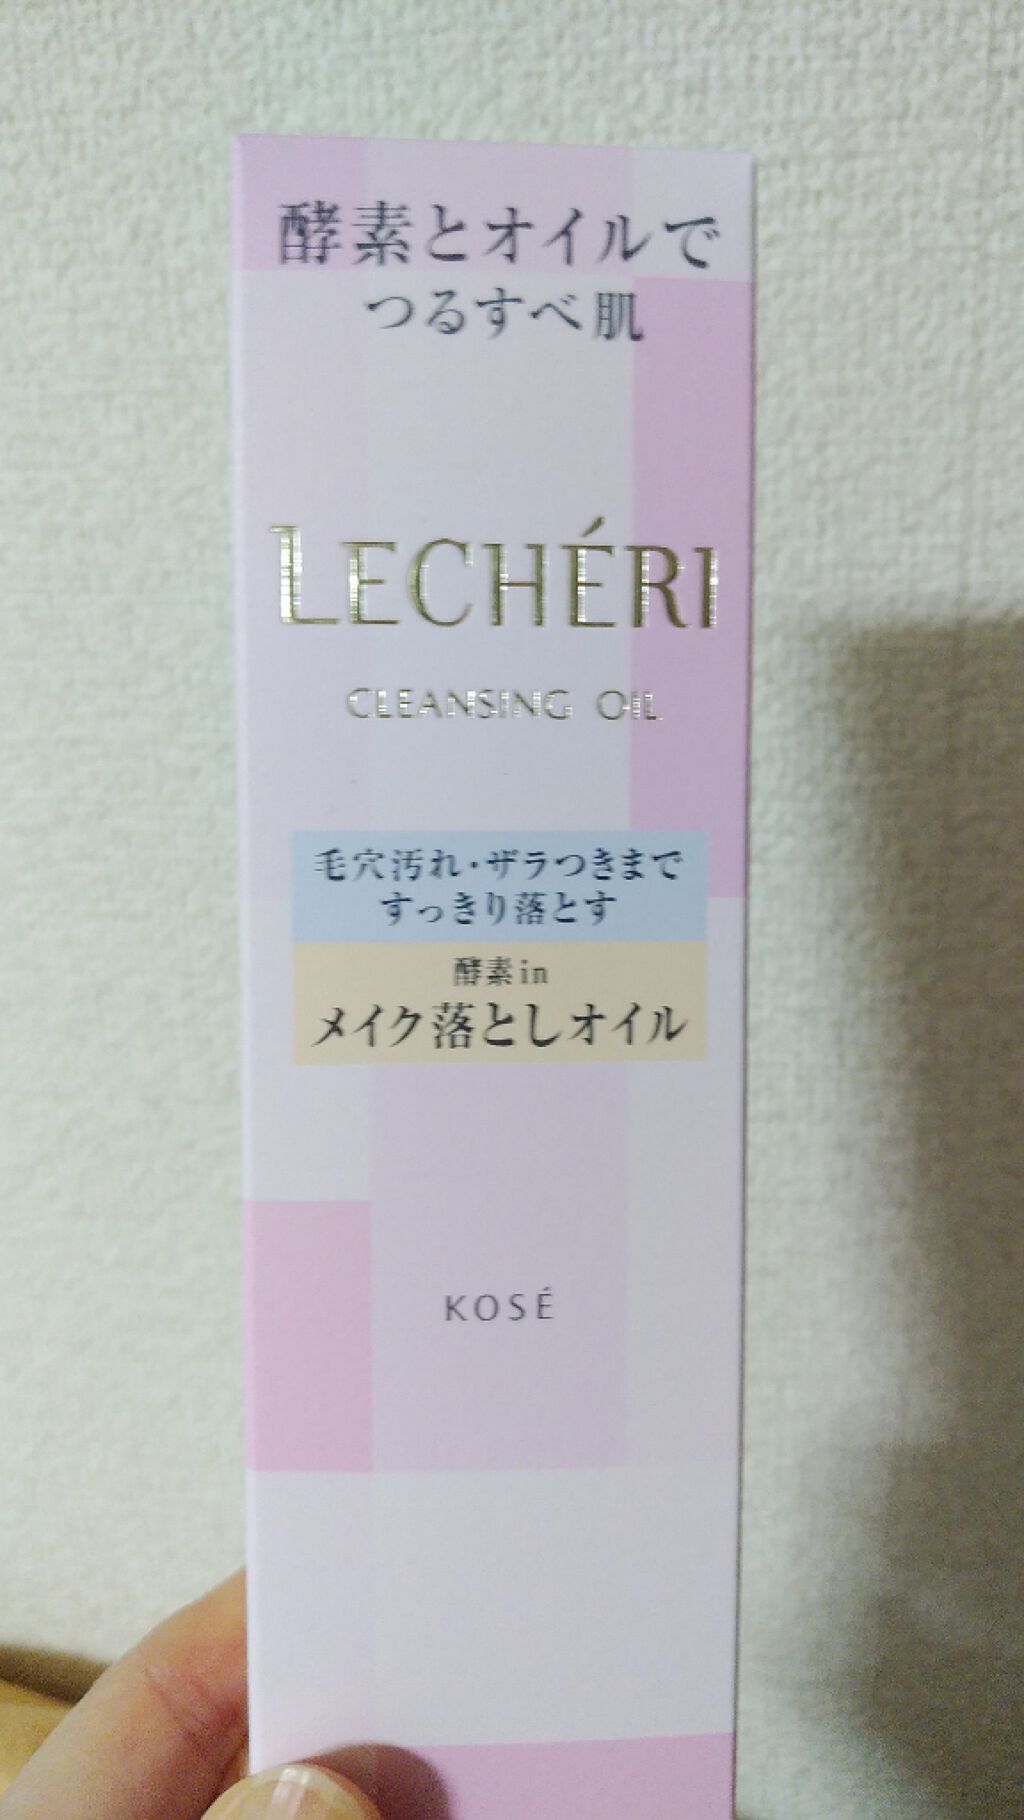 酵素とオイルで
つるすべ肌
LECHÉRI
CLEANSING OIL
毛穴汚れ・ザラつきまで
すっきり落とす
酵素in
メイク落としオイル
KOSÉ